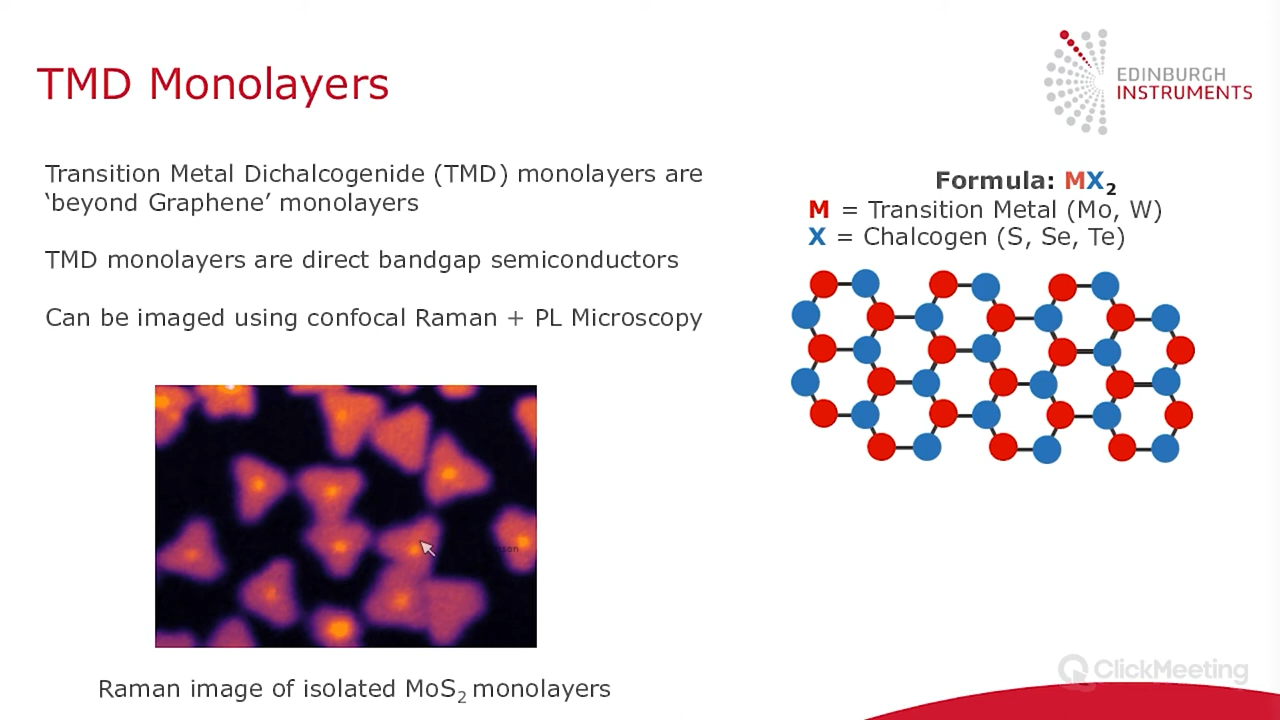 TMD Monolayers
EDINBURGH
INSTRUMENTS
Transition Metal Dichalcogenide (TMD) monolayers are
‘beyond Graphene’ monolayers
TMD monolayers are direct bandgap semiconductors
Can be imaged using confocal Raman + PL Microscopy
Formula: MX₂
M = Transition Metal (Mo, W)
X = Chalcogen (S, Se, Te)
Raman image of isolated MoS₂ monolayers
ClickMeeting